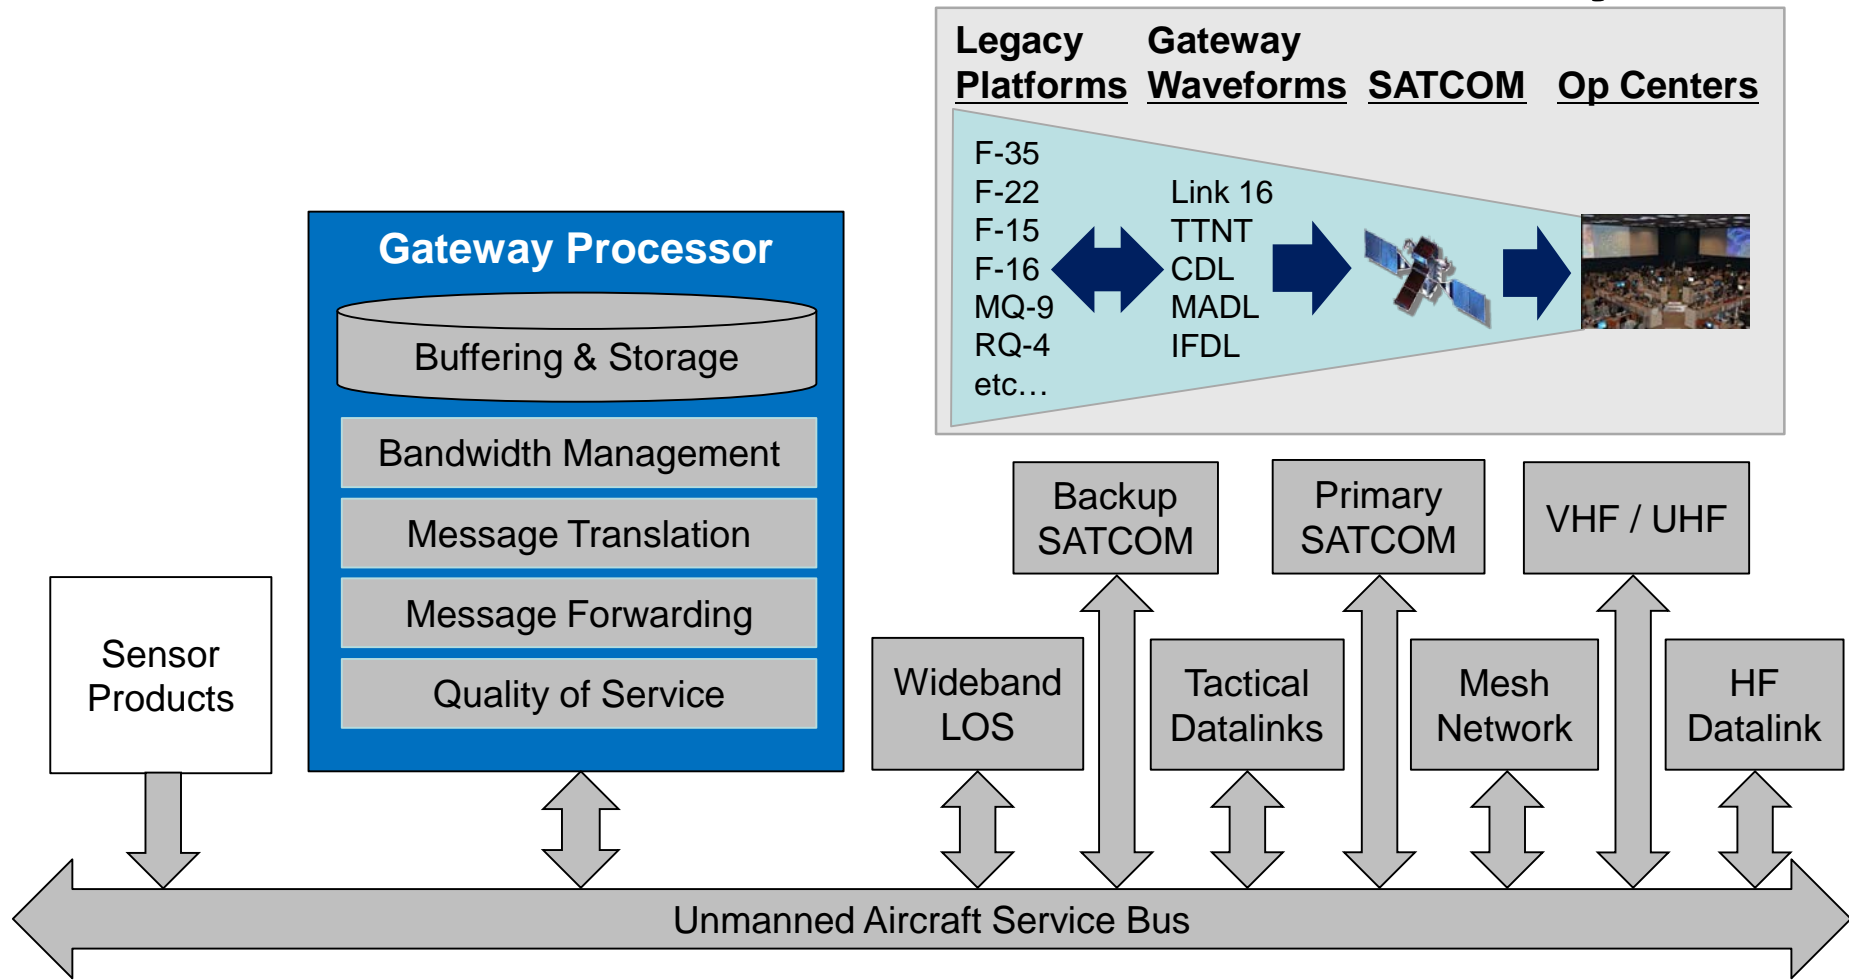 Legacy
Platforms
Gateway
Waveforms
SATCOM
Op Centers
F-35
F-22
F-15
F-16
MQ-9
RQ-4
etc…
Link 16
TTNT
CDL
MADL
IFDL
Gateway Processor
Buffering & Storage
Bandwidth Management
Message Translation
Message Forwarding
Quality of Service
Sensor
Products
Backup
SATCOM
Primary
SATCOM
VHF / UHF
Wideband
LOS
Tactical
Datalinks
Mesh
Network
HF
Datalink
Unmanned Aircraft Service Bus